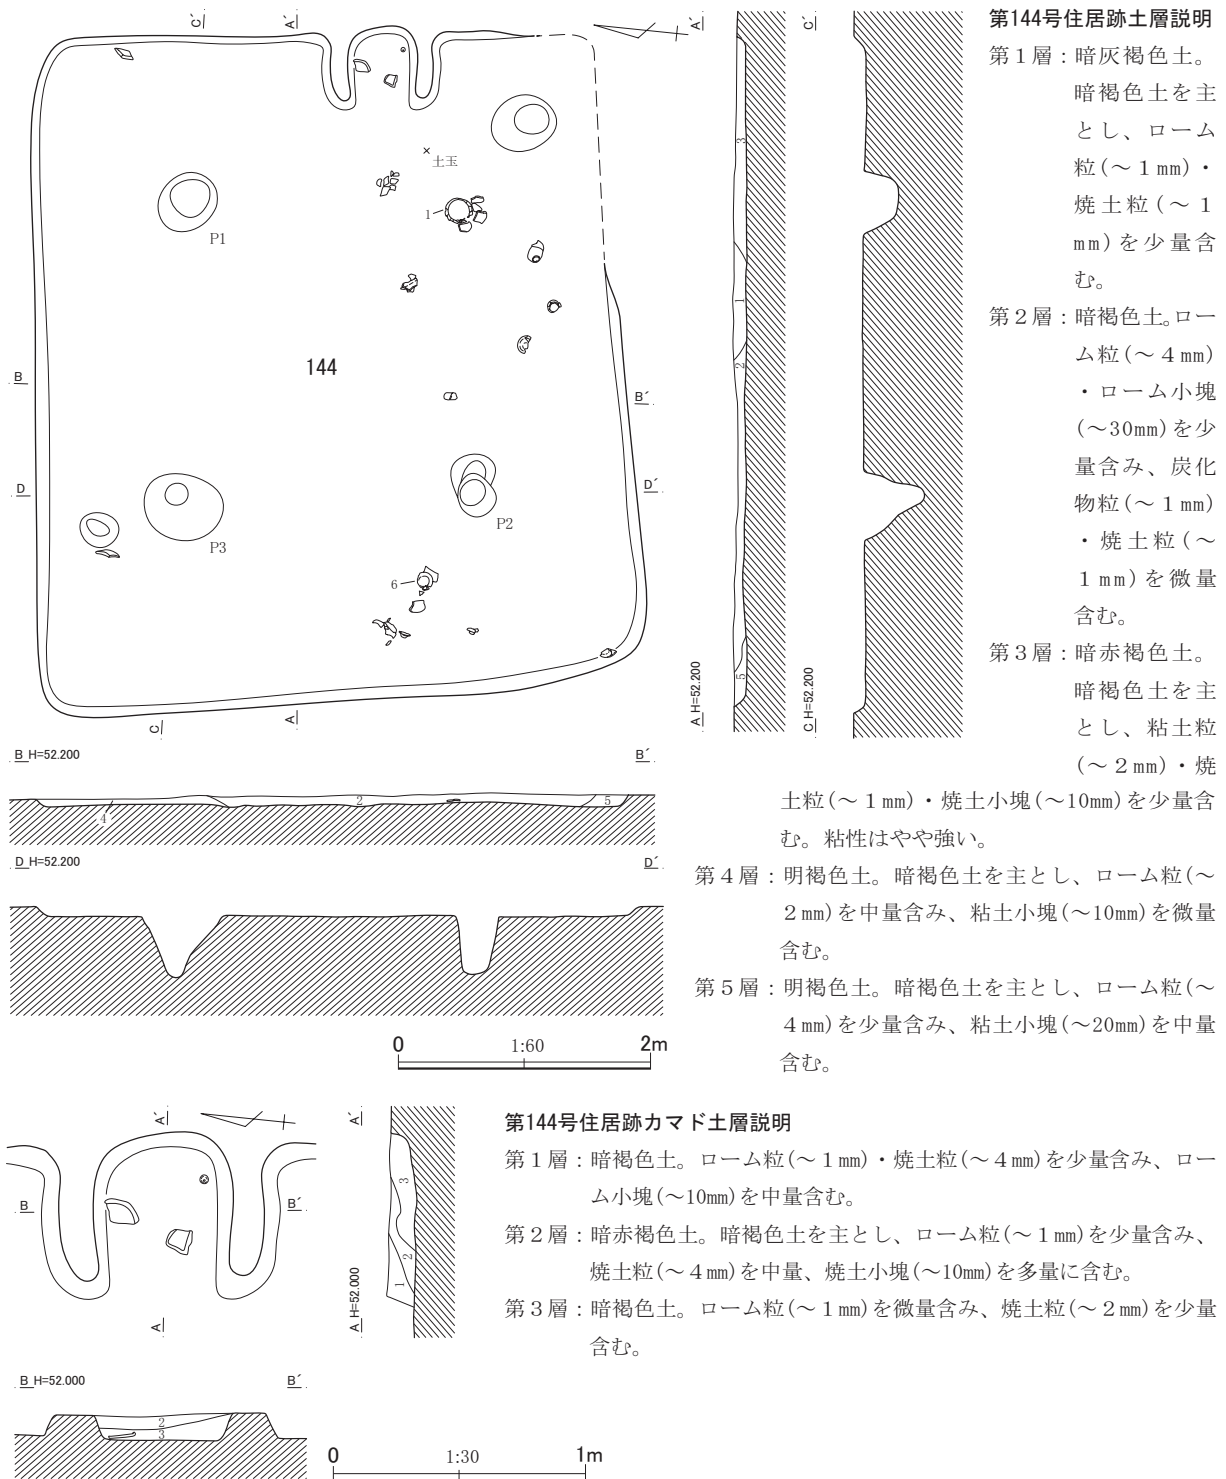 C´
A´
土玉
1
P1
144
B
B´
D
D´
P2
P3
6
C
A
A´
3
1
2
5
A H=52.200
C´
C H=52.200
B H=52.200
B´
4
2
5
D H=52.200
D´
0
1:60
2m
第144号住居跡土層説明
第１層：暗灰褐色土。
暗褐色土を主
とし、ローム
粒(～１mm)・
焼土粒(～１
mm)を少量含
む。
第２層：暗褐色土。ロー
ム粒(～４mm)
・ローム小塊
(～30mm)を少
量含み、炭化
物粒(～１mm)
・焼土粒(～
１mm)を微量
含む。
第３層：暗赤褐色土。
暗褐色土を主
とし、粘土粒
(～２mm)・焼
土粒(～１mm)・焼土小塊(～10mm)を少量含
む。粘性はやや強い。
第４層：明褐色土。暗褐色土を主とし、ローム粒(～
２mm)を中量含み、粘土小塊(～10mm)を微量
含む。
第５層：明褐色土。暗褐色土を主とし、ローム粒(～
４mm)を少量含み、粘土小塊(～20mm)を中量
含む。
A´
B
B´
A
A´
3
2
1
A H=52.000
B H=52.000
B´
2
3
0
1:30
1m
第144号住居跡カマド土層説明
第１層：暗褐色土。ローム粒(～１mm)・焼土粒(～４mm)を少量含み、ロー
ム小塊(～10mm)を中量含む。
第２層：暗赤褐色土。暗褐色土を主とし、ローム粒(～１mm)を少量含み、
焼土粒(～４mm)を中量、焼土小塊(～10mm)を多量に含む。
第３層：暗褐色土。ローム粒(～１mm)を微量含み、焼土粒(～２mm)を少量
含む。